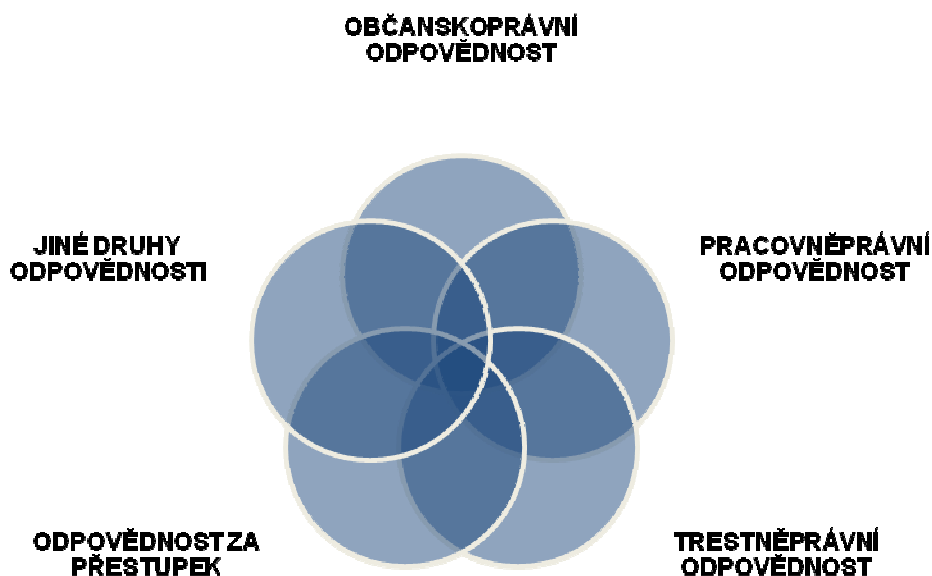 OBČANSKOPRÁVNÍ
ODPOVĚDNOST
JINÉ DRUHY
ODPOVĚDNOSTI
PRACOVNĚPRÁVNÍ
ODPOVĚDNOST
ODPOVĚDNOST ZA
PŘESTUPEK
TRESTNĚPRÁVNÍ
ODPOVĚDNOST